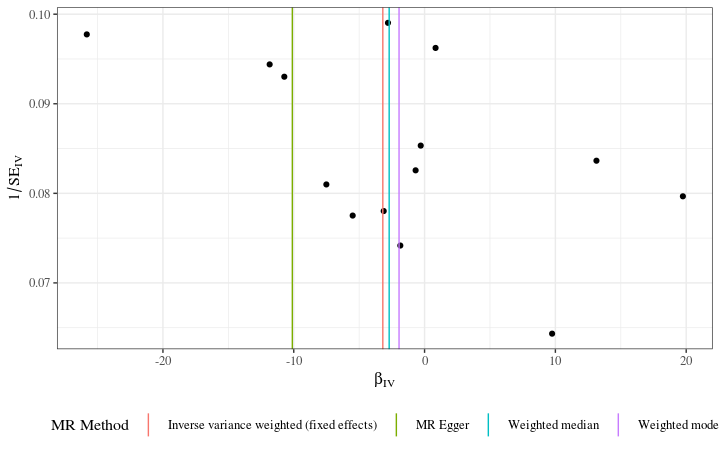 0.10
0.09
0.08
0.07
1/SE_IV
-20
-10
0
10
20
β_IV
MR Method
Inverse variance weighted (fixed effects)
MR Egger
Weighted median
Weighted mode